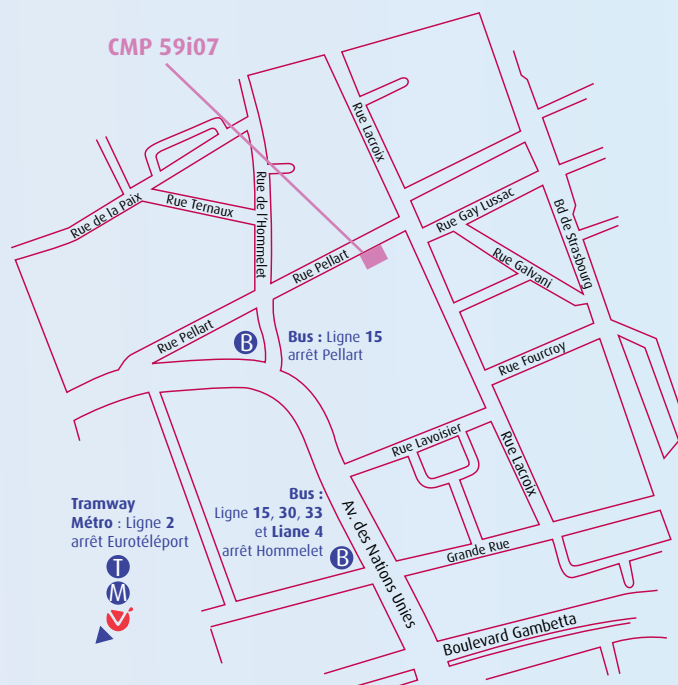 CMP 59i07
Rue Lacroix
Rue de la Paix
Rue Ternaux
Rue de l'Hommelet
Rue Gay Lussac
Bd de Strasbourg
Rue Galvani
Rue Pellart
Rue Pellart
B
Bus : Ligne 15
arrêt Pellart
Rue Fourcroy
Rue Lavoisier
Rue Lacroix
Tramway
Métro : Ligne 2
arrêt Eurotéléport
T
M
Bus :
Ligne 15, 30, 33
et Liane 4
arrêt Hommelet
B
Av. des Nations Unies
Grande Rue
Boulevard Gambetta